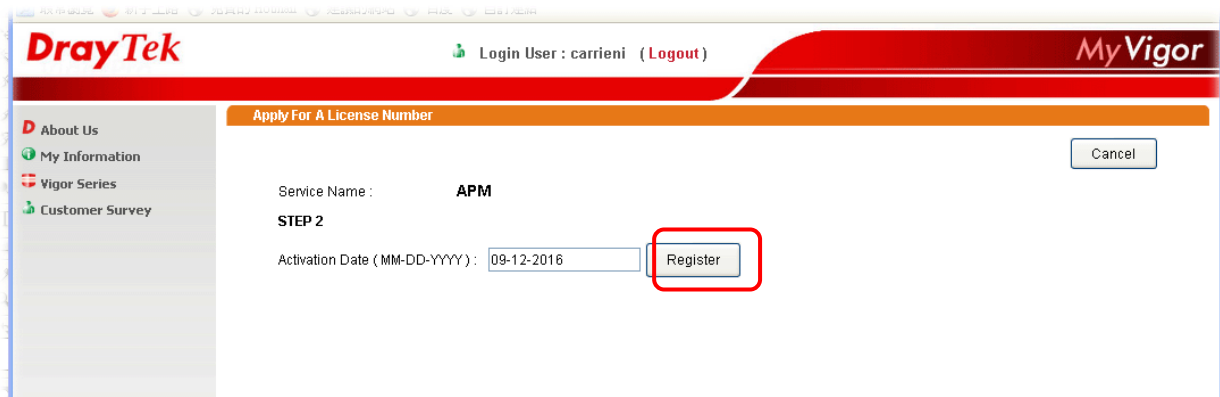 DrayTek
Login User : carrieni ( Logout )
MyVigor
About Us
My Information
Vigor Series
Customer Survey
Apply For A License Number
Cancel
Service Name : APM
STEP 2
Activation Date ( MM-DD-YYYY ) : 09-12-2016 Register